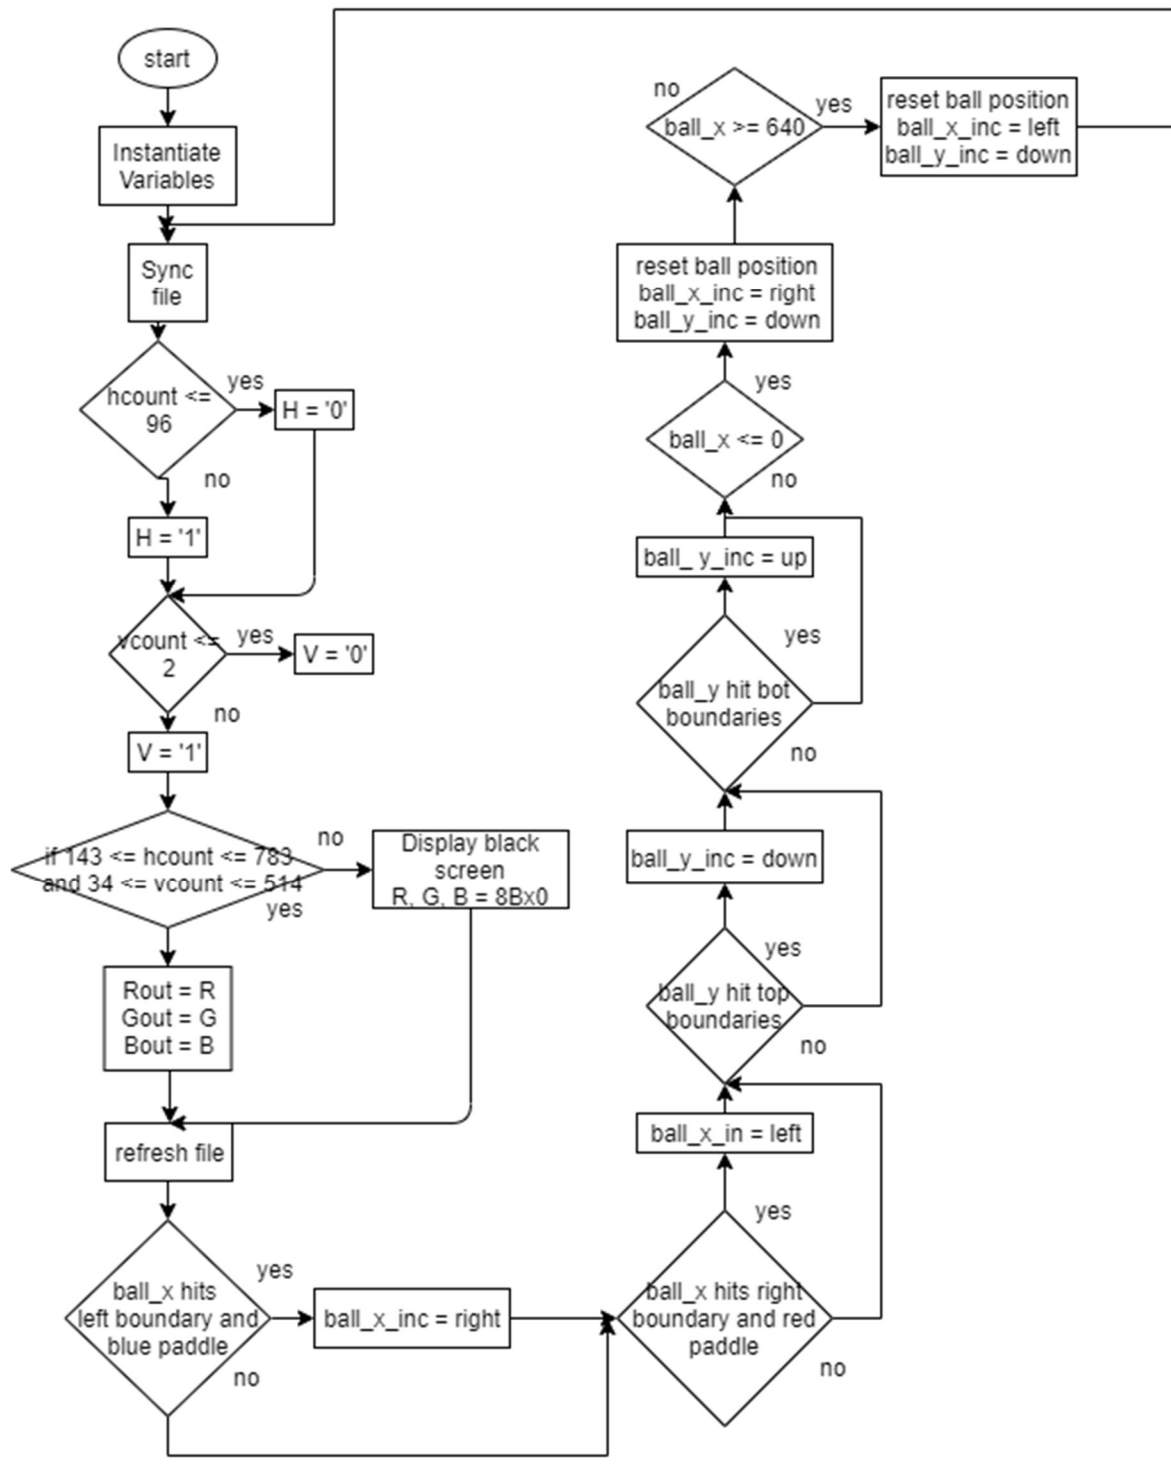 start
Instantiate
Variables
Sync
file
hcount <=
96
yes
H = '0'
no
H = '1'
vcount <=
2
yes
V = '0'
no
V = '1'
if 143 <= hcount <= 783
and 34 <= vcount <= 514
no
yes
Display black
screen
R, G, B = 8Bx0
Rout = R
Gout = G
Bout = B
refresh file
ball_x hits
left boundary and
blue paddle
yes
no
ball_x_inc = right
ball_x hits right
boundary and red
paddle
yes
no
ball_x_in = left
ball_y hit top
boundaries
yes
no
ball_y_inc = down
ball_y hit bot
boundaries
yes
no
ball_ y_inc = up
ball_x <= 0
yes
no
reset ball position
ball_x_inc = right
ball_y_inc = down
ball_x >= 640
no
yes
reset ball position
ball_x_inc = left
ball_y_inc = down